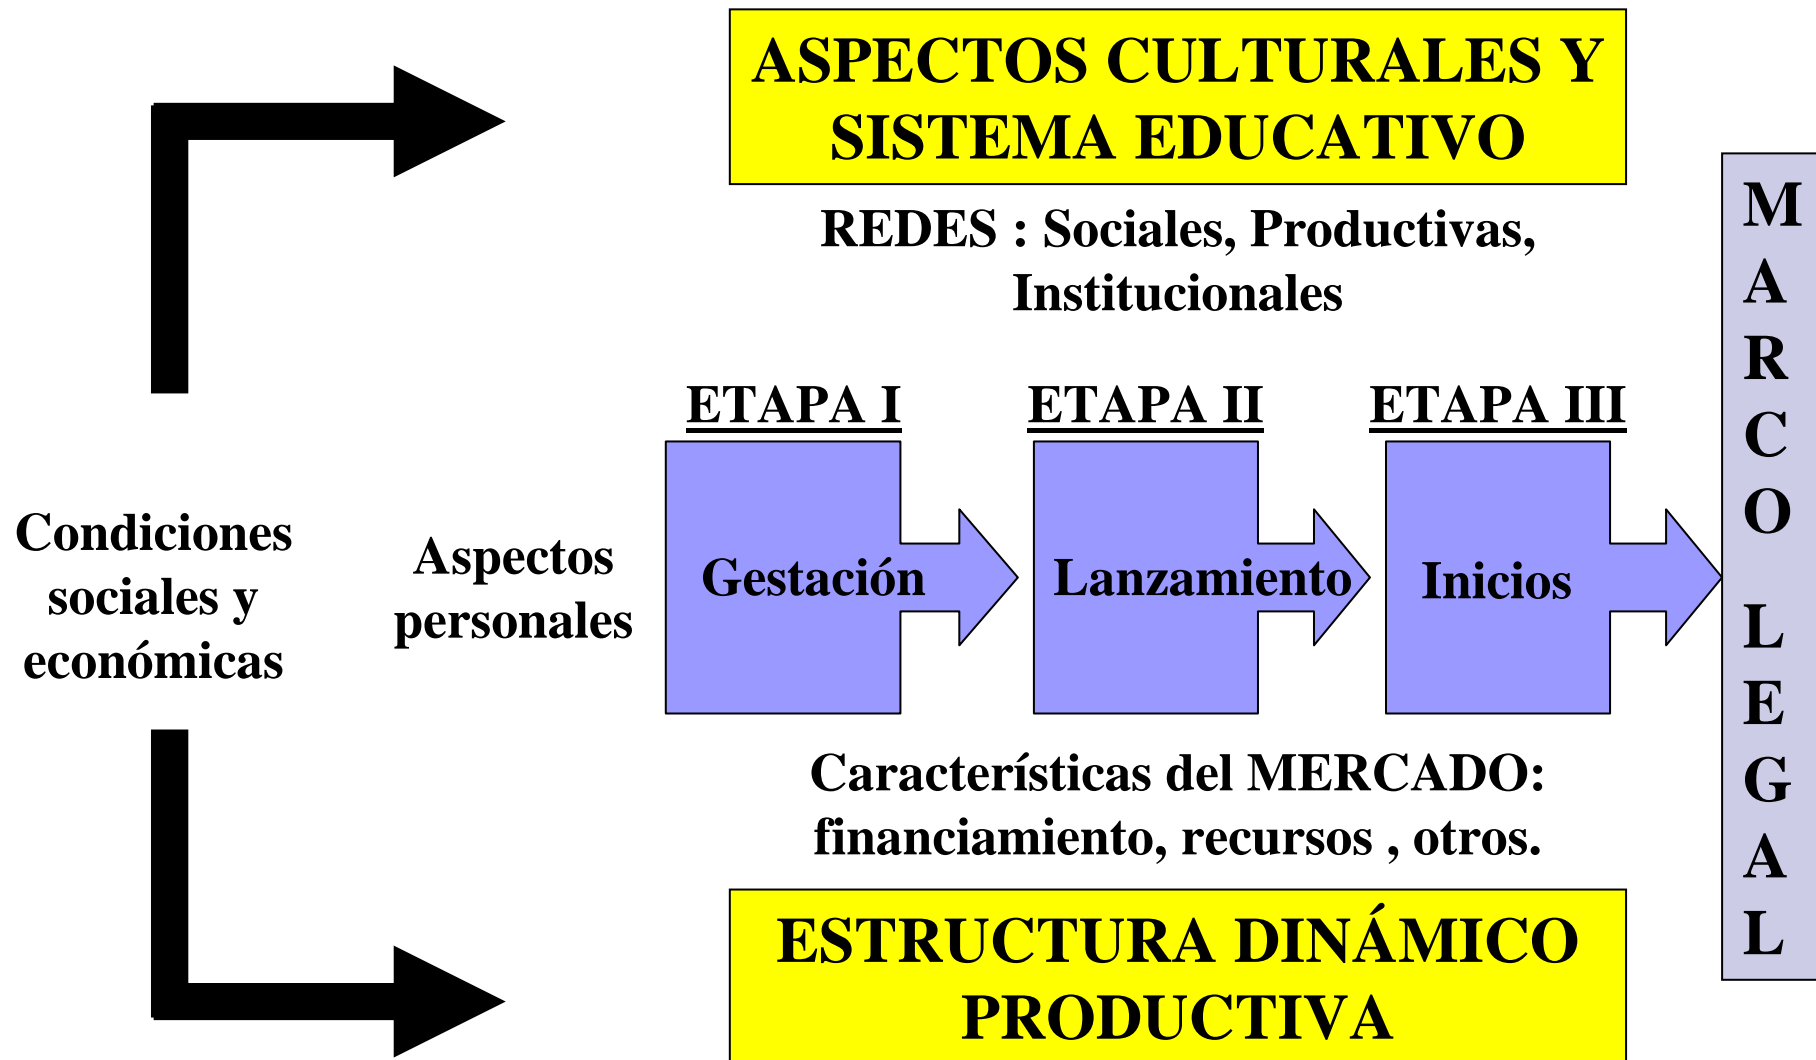 ASPECTOS CULTURALES Y
SISTEMA EDUCATIVO
REDES : Sociales, Productivas,
Institucionales
ETAPA I
ETAPA II
ETAPA III
Condiciones
sociales y
económicas
Aspectos
personales
Gestación
Lanzamiento
Inicios
Características del MERCADO:
financiamiento, recursos , otros.
ESTRUCTURA DINÁMICO
PRODUCTIVA
M
A
R
C
O
L
E
G
A
L